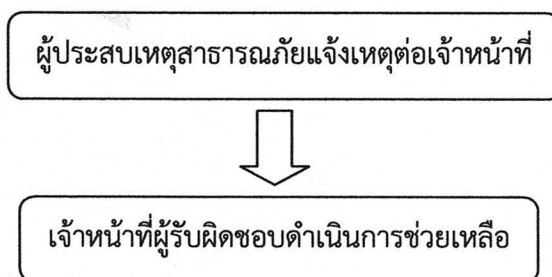 ผู้ประสบเหตุสาธารณภัยแจ้งเหตุต่อเจ้าหน้าที่
เจ้าหน้าที่ผู้รับผิดชอบดำเนินการช่วยเหลือ